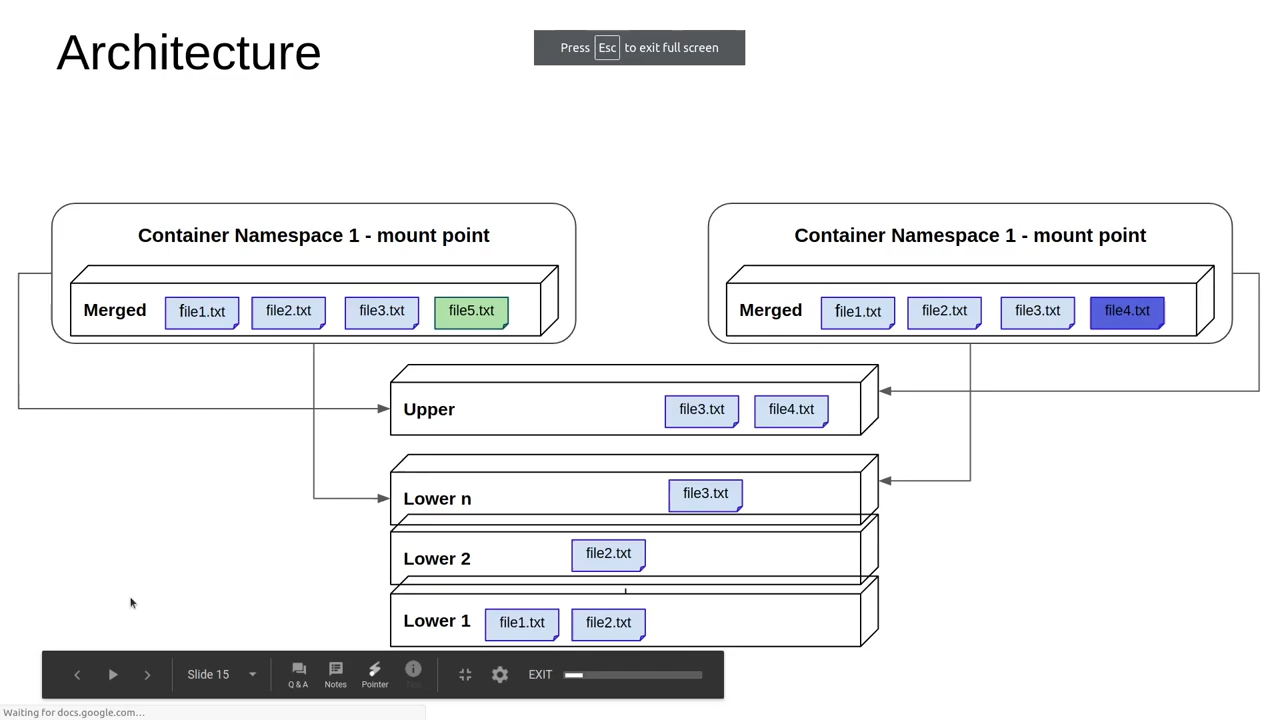 Architecture
Press Esc to exit full screen
Container Namespace 1 - mount point
Merged file1.txt file2.txt file3.txt file5.txt
Container Namespace 1 - mount point
Merged file1.txt file2.txt file3.txt file4.txt
Upper file3.txt file4.txt
Lower n file3.txt
Lower 2 file2.txt
Lower 1 file1.txt file2.txt
Slide 15 Q & A Notes Pointer EXIT
Waiting for docs.google.com…